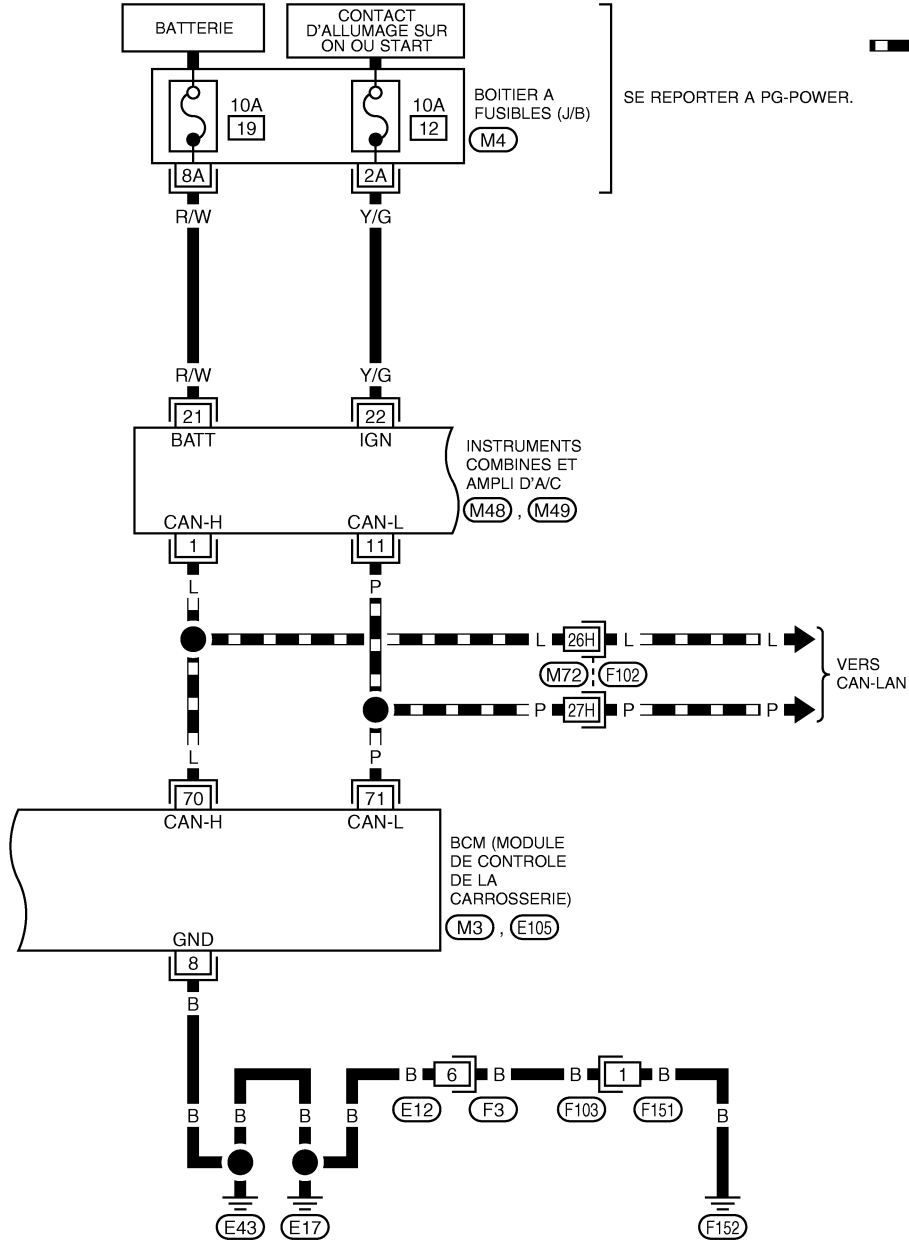 BATTERIE
CONTACT
D'ALLUMAGE SUR
ON OU START
10A
19
10A
12
BOITIER A
FUSIBLES (J/B)
M4
SE REPORTER A PG-POWER.
8A
2A
R/W
Y/G
R/W
Y/G
21
22
BATT
IGN
INSTRUMENTS
COMBINES ET
AMPLI D'A/C
M48 , M49
CAN-H
CAN-L
1
11
L
P
L
26H
L
L
M72
F102
VERS
CAN-LAN
P
27H
P
P
L
P
70
71
CAN-H
CAN-L
BCM (MODULE
DE CONTROLE
DE LA
CARROSSERIE)
M3 , E105
GND
8
B
B
6
B
B
1
B
E12
F3
F103
F151
B
B
B
B
B
E43
E17
F152